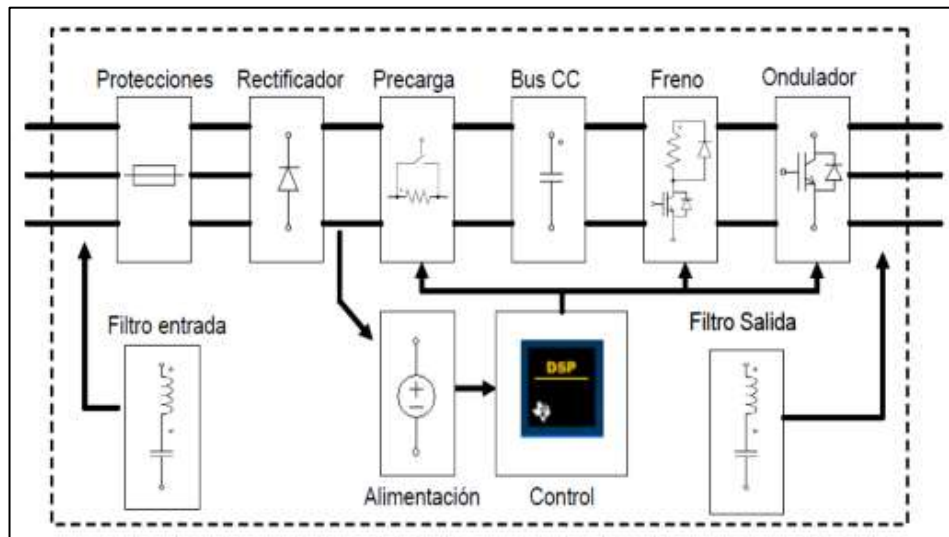 Protecciones Rectificador Precarga Bus CC Freno Ondulador
Filtro entrada
Filtro Salida
DSP
Alimentación
Control